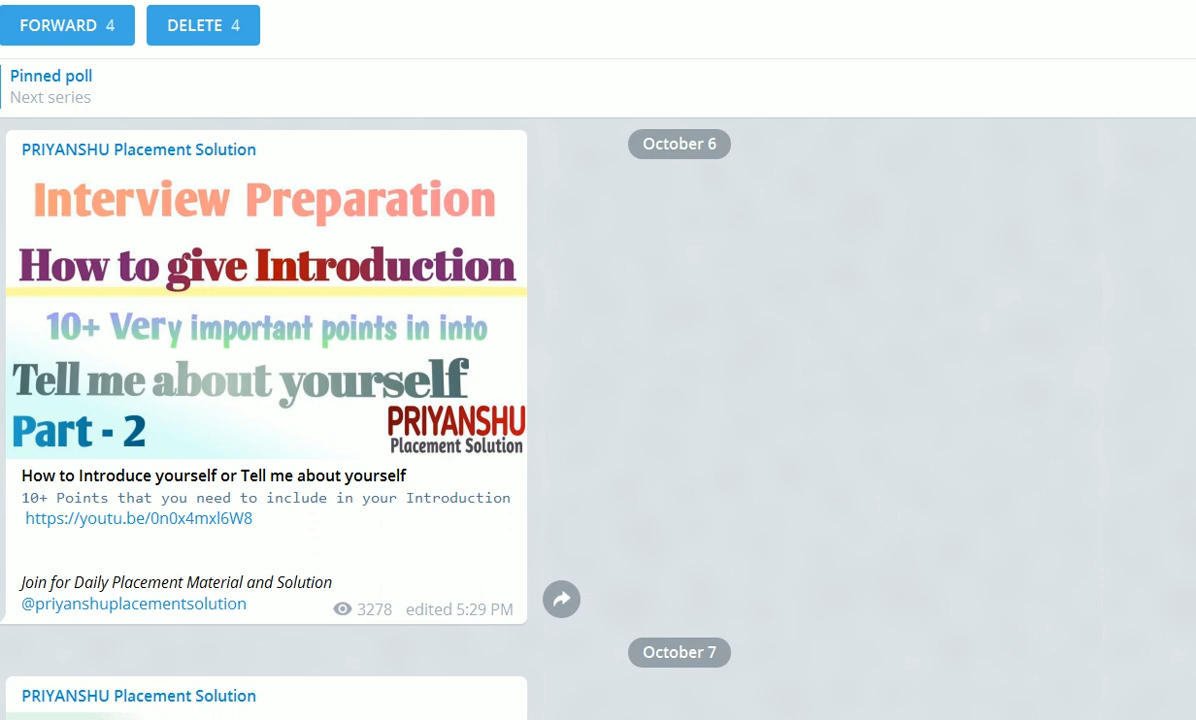 FORWARD 4 DELETE 4
Pinned poll
Next series
October 6
PRIYANSHU Placement Solution
Interview Preparation
How to give Introduction
10+ Very important points in into
Tell me about yourself
Part - 2
PRIYANSHU
Placement Solution
How to Introduce yourself or Tell me about yourself
10+ Points that you need to include in your Introduction
https://youtu.be/0n0x4mxl6W8
Join for Daily Placement Material and Solution
@priyanshuplacementsolution
3278 edited 5:29 PM
October 7
PRIYANSHU Placement Solution